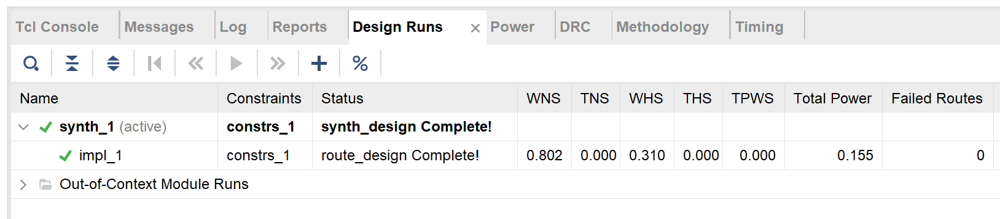 Tcl Console Messages Log Reports Design Runs × Power DRC Methodology Timing
%
Name Constraints Status WNS TNS WHS THS TPWS Total Power Failed Routes
synth_1 (active) constrs_1 synth_design Complete!
impl_1 constrs_1 route_design Complete! 0.802 0.000 0.310 0.000 0.000 0.155 0
Out-of-Context Module Runs